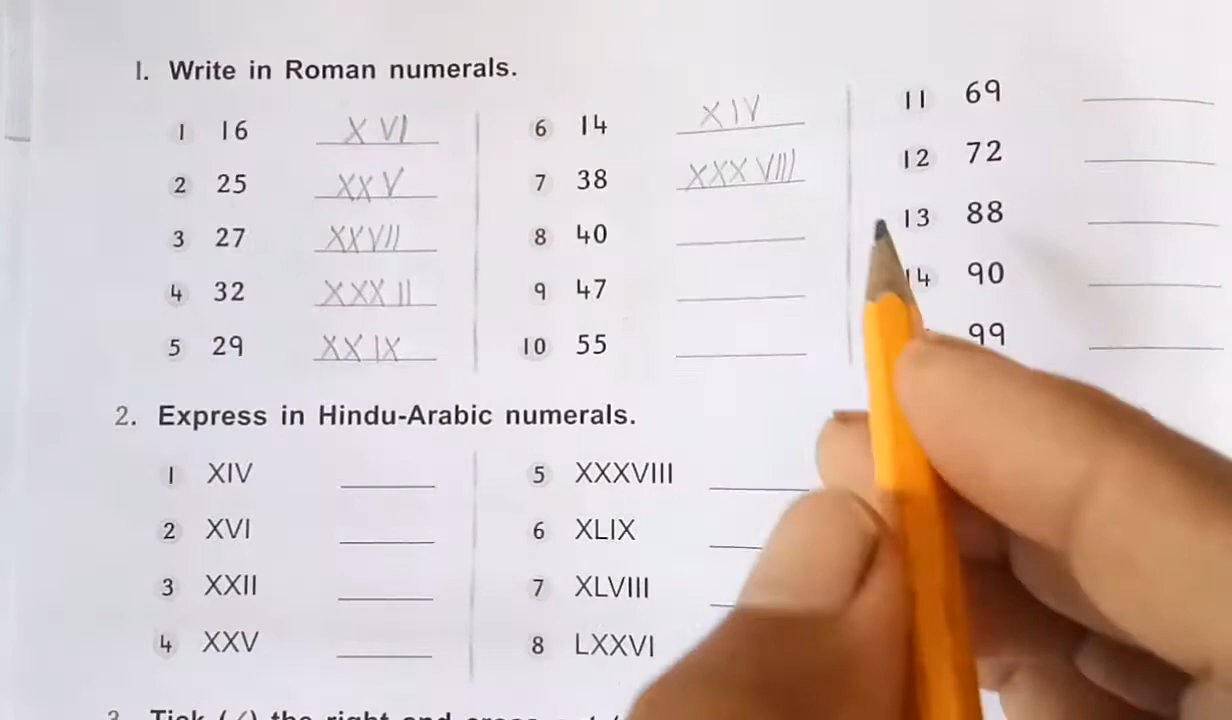 1. Write in Roman numerals.
1 16 XVI
2 25 XXV
3 27 XXVII
4 32 XXXII
5 29 XXIX
6 14 XIV
7 38 XXXVIII
8 40
9 47
10 55
11 69
12 72
13 88
14 90
99
2. Express in Hindu-Arabic numerals.
1 XIV
2 XVI
3 XXII
4 XXV
5 XXXVIII
6 XLIX
7 XLVIII
8 LXXVI